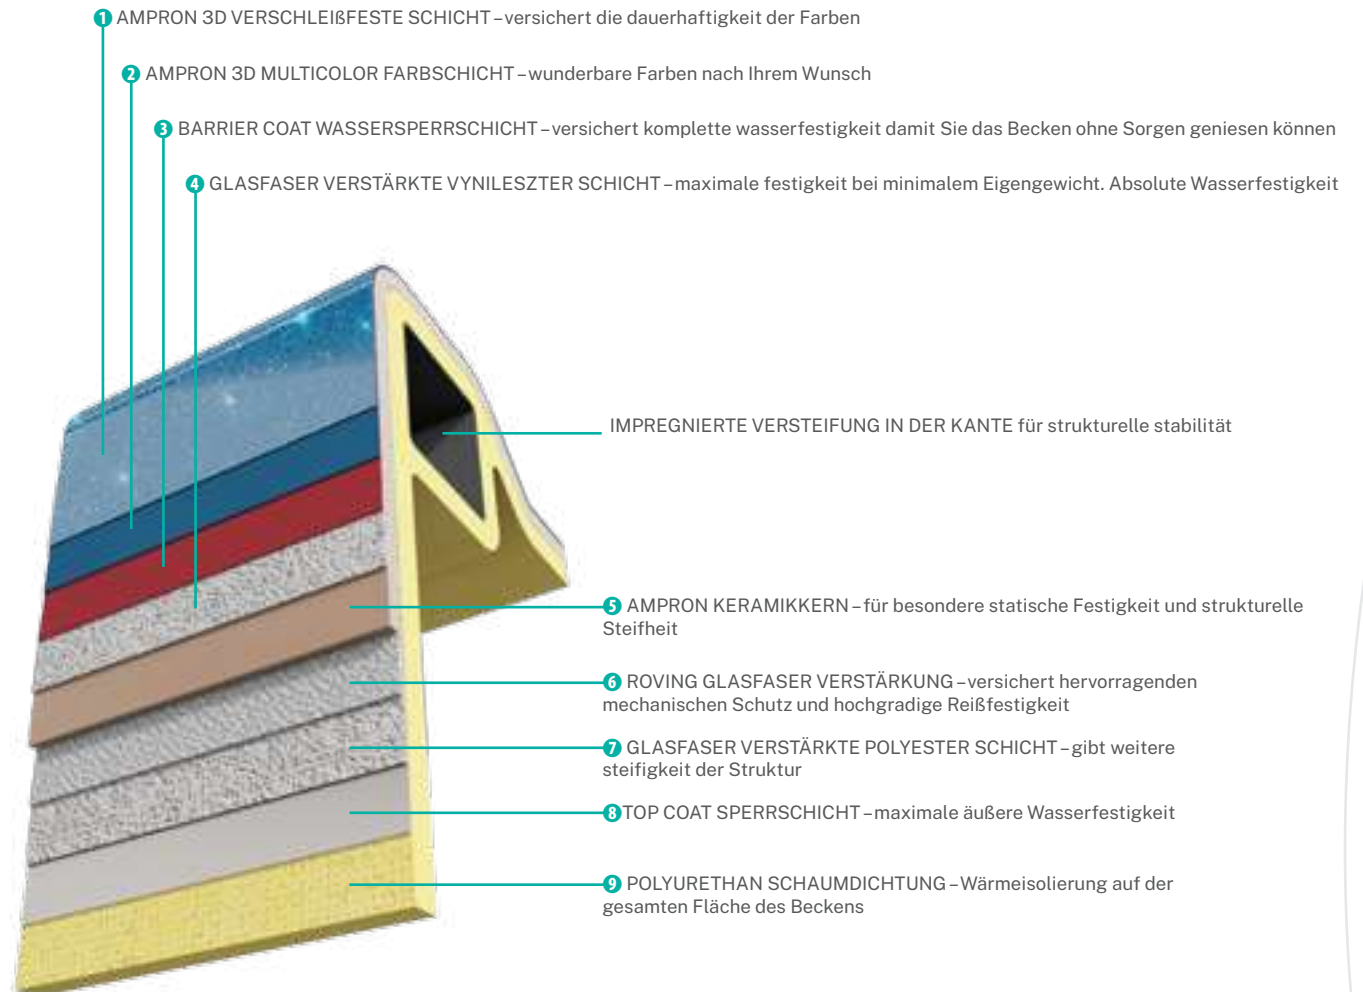 1 AMPRON 3D VERSCHLEIßFESTE SCHICHT – versichert die dauerhaftigkeit der Farben
2 AMPRON 3D MULTICOLOR FARBSCHICHT – wunderbare Farben nach Ihrem Wunsch
3 BARRIER COAT WASSERSPERRSCHICHT – versichert komplette wasserfestigkeit damit Sie das Becken ohne Sorgen geniesen können
4 GLASFASER VERSTÄRKTE VYNILESZTER SCHICHT – maximale festigkeit bei minimalem Eigengewicht. Absolute Wasserfestigkeit
IMPREGNIERTE VERSTEIFUNG IN DER KANTE für strukturelle stabilität
5 AMPRON KERAMIKKERN – für besondere statische Festigkeit und strukturelle
Steifheit
6 ROVING GLASFASER VERSTÄRKUNG – versichert hervorragenden
mechanischen Schutz und hochgradige Reißfestigkeit
7 GLASFASER VERSTÄRKTE POLYESTER SCHICHT – gibt weitere
steifigkeit der Struktur
8 TOP COAT SPERRSCHICHT – maximale äußere Wasserfestigkeit
9 POLYURETHAN SCHAUMDICHTUNG – Wärmeisolierung auf der
gesamten Fläche des Beckens